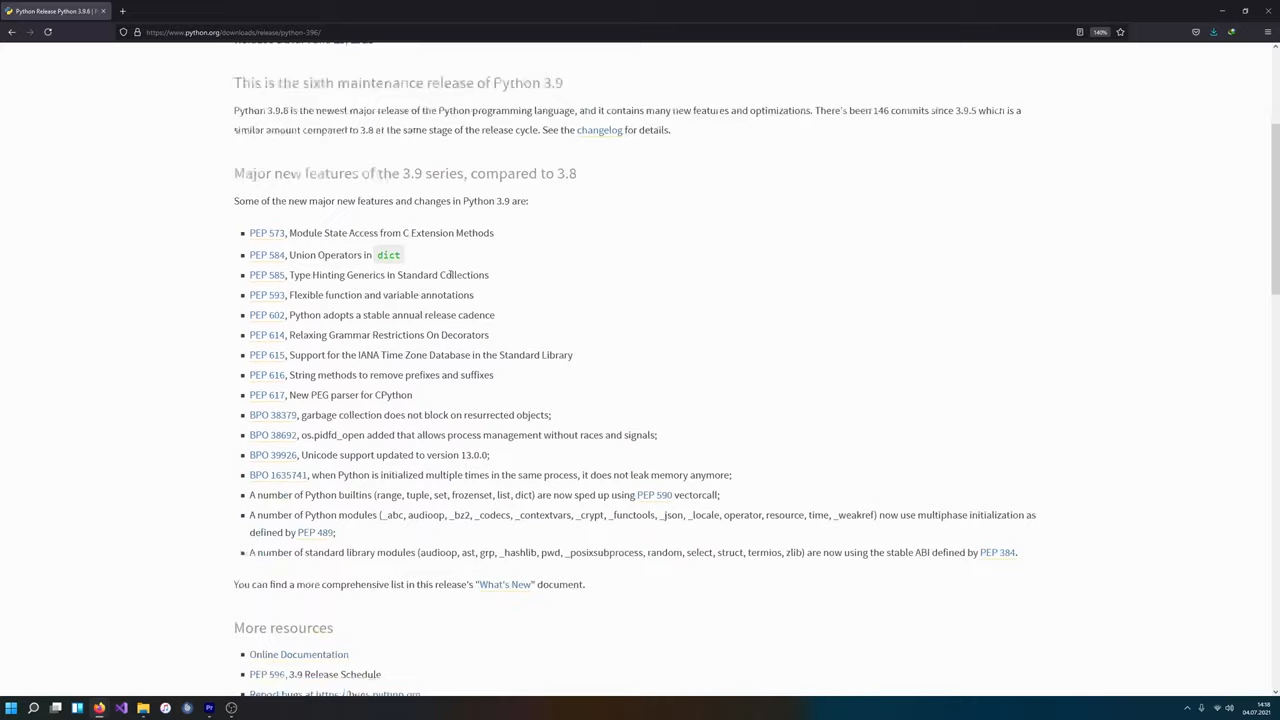 Python Release Python 3.9.6 | P
https://www.python.org/downloads/release/python-396/
140%
This is the sixth maintenance release of Python 3.9
Python 3.9.6 is the newest major release of the Python programming language, and it contains many new features and optimizations. There's been 146 commits since 3.9.5 which is a
similar amount compared to 3.8 at the same stage of the release cycle. See the changelog for details.
Major new features of the 3.9 series, compared to 3.8
Some of the new major new features and changes in Python 3.9 are:
PEP 573, Module State Access from C Extension Methods
PEP 584, Union Operators in dict
PEP 585, Type Hinting Generics In Standard Collections
PEP 593, Flexible function and variable annotations
PEP 602, Python adopts a stable annual release cadence
PEP 614, Relaxing Grammar Restrictions On Decorators
PEP 615, Support for the IANA Time Zone Database in the Standard Library
PEP 616, String methods to remove prefixes and suffixes
PEP 617, New PEG parser for CPython
BPO 38379, garbage collection does not block on resurrected objects;
BPO 38692, os.pidfd_open added that allows process management without races and signals;
BPO 39926, Unicode support updated to version 13.0.0;
BPO 1635741, when Python is initialized multiple times in the same process, it does not leak memory anymore;
A number of Python builtins (range, tuple, set, frozenset, list, dict) are now sped up using PEP 590 vectorcall;
A number of Python modules (_abc, audioop, _bz2, _codecs, _contextvars, _crypt, _functools, _json, _locale, operator, resource, time, _weakref) now use multiphase initialization as
defined by PEP 489;
A number of standard library modules (audioop, ast, grp, _hashlib, pwd, _posixsubprocess, random, select, struct, termios, zlib) are now using the stable ABI defined by PEP 384.
You can find a more comprehensive list in this release's "What's New" document.
More resources
Online Documentation
PEP 596, 3.9 Release Schedule
Report bugs at
14:18
04.07.2021